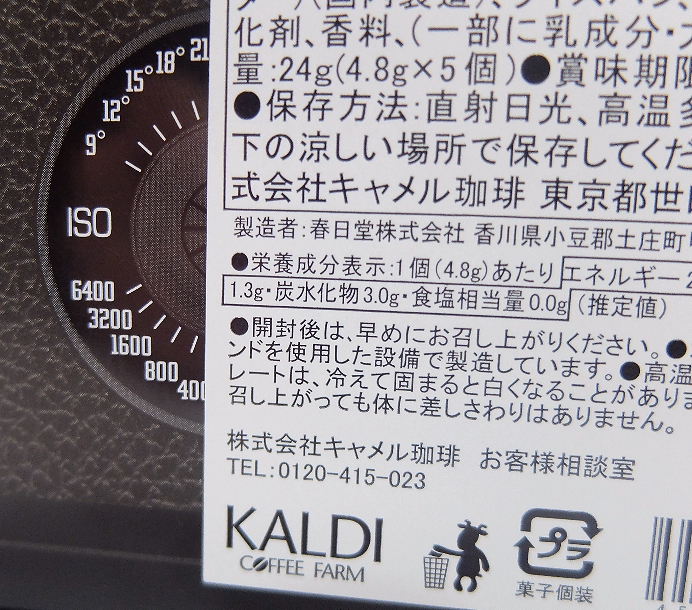 化剤、香料、(一部に乳成分・
量:24g(4.8g×5個)●賞味期限
●保存方法:直射日光、高温多
下の涼しい場所で保存してくだ
式会社キャメル珈琲 東京都世田
製造者:春日堂株式会社 香川県小豆郡土庄町
●栄養成分表示:1個(4.8g)あたり エネルギー2
1.3g・炭水化物3.0g・食塩相当量0.0g (推定値)
●開封後は、早めにお召し上がりください。●
ンドを使用した設備で製造しています。●高温
レートは、冷えて固まると白くなることがありま
召し上がっても体に差しさわりはありません。
株式会社キャメル珈琲 お客様相談室
TEL:0120-415-023
KALDI
COFFEE FARM
プラ
菓子個装
21
18°
15°
12°
9°
ISO
6400
3200
1600
800
400